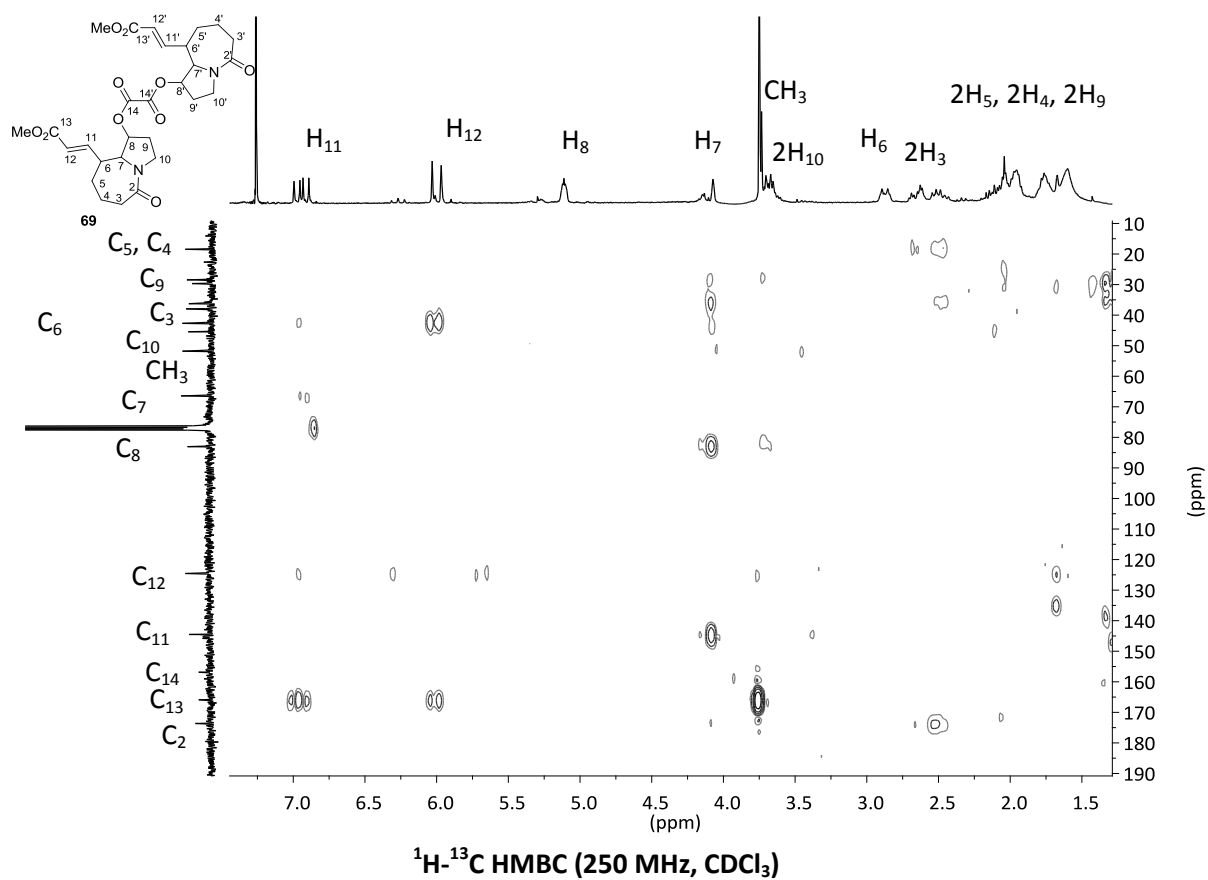 MeO₂C 12' 4'
13' 11' 5' 3'
6' 2'
7' N O
O 8'
O 14' 9' 10'
14 O
13 O
MeO₂C 11 8 9
12 6 7 10
5 N
4 3 2 O
69
H₁₁ H₁₂ H₈ H₇ CH₃ 2H₁₀ H₆ 2H₃ 2H₅, 2H₄, 2H₉
C₅, C₄
C₉
C₃
C₆
C₁₀
CH₃
C₇
C₈
C₁₂
C₁₁
C₁₄
C₁₃
C₂
10
20
30
40
50
60
70
80
90
100
110
120
130
140
150
160
170
180
190
(ppm)
7.0 6.5 6.0 5.5 5.0 4.5 4.0 3.5 3.0 2.5 2.0 1.5
(ppm)
¹H-¹³C HMBC (250 MHz, CDCl₃)